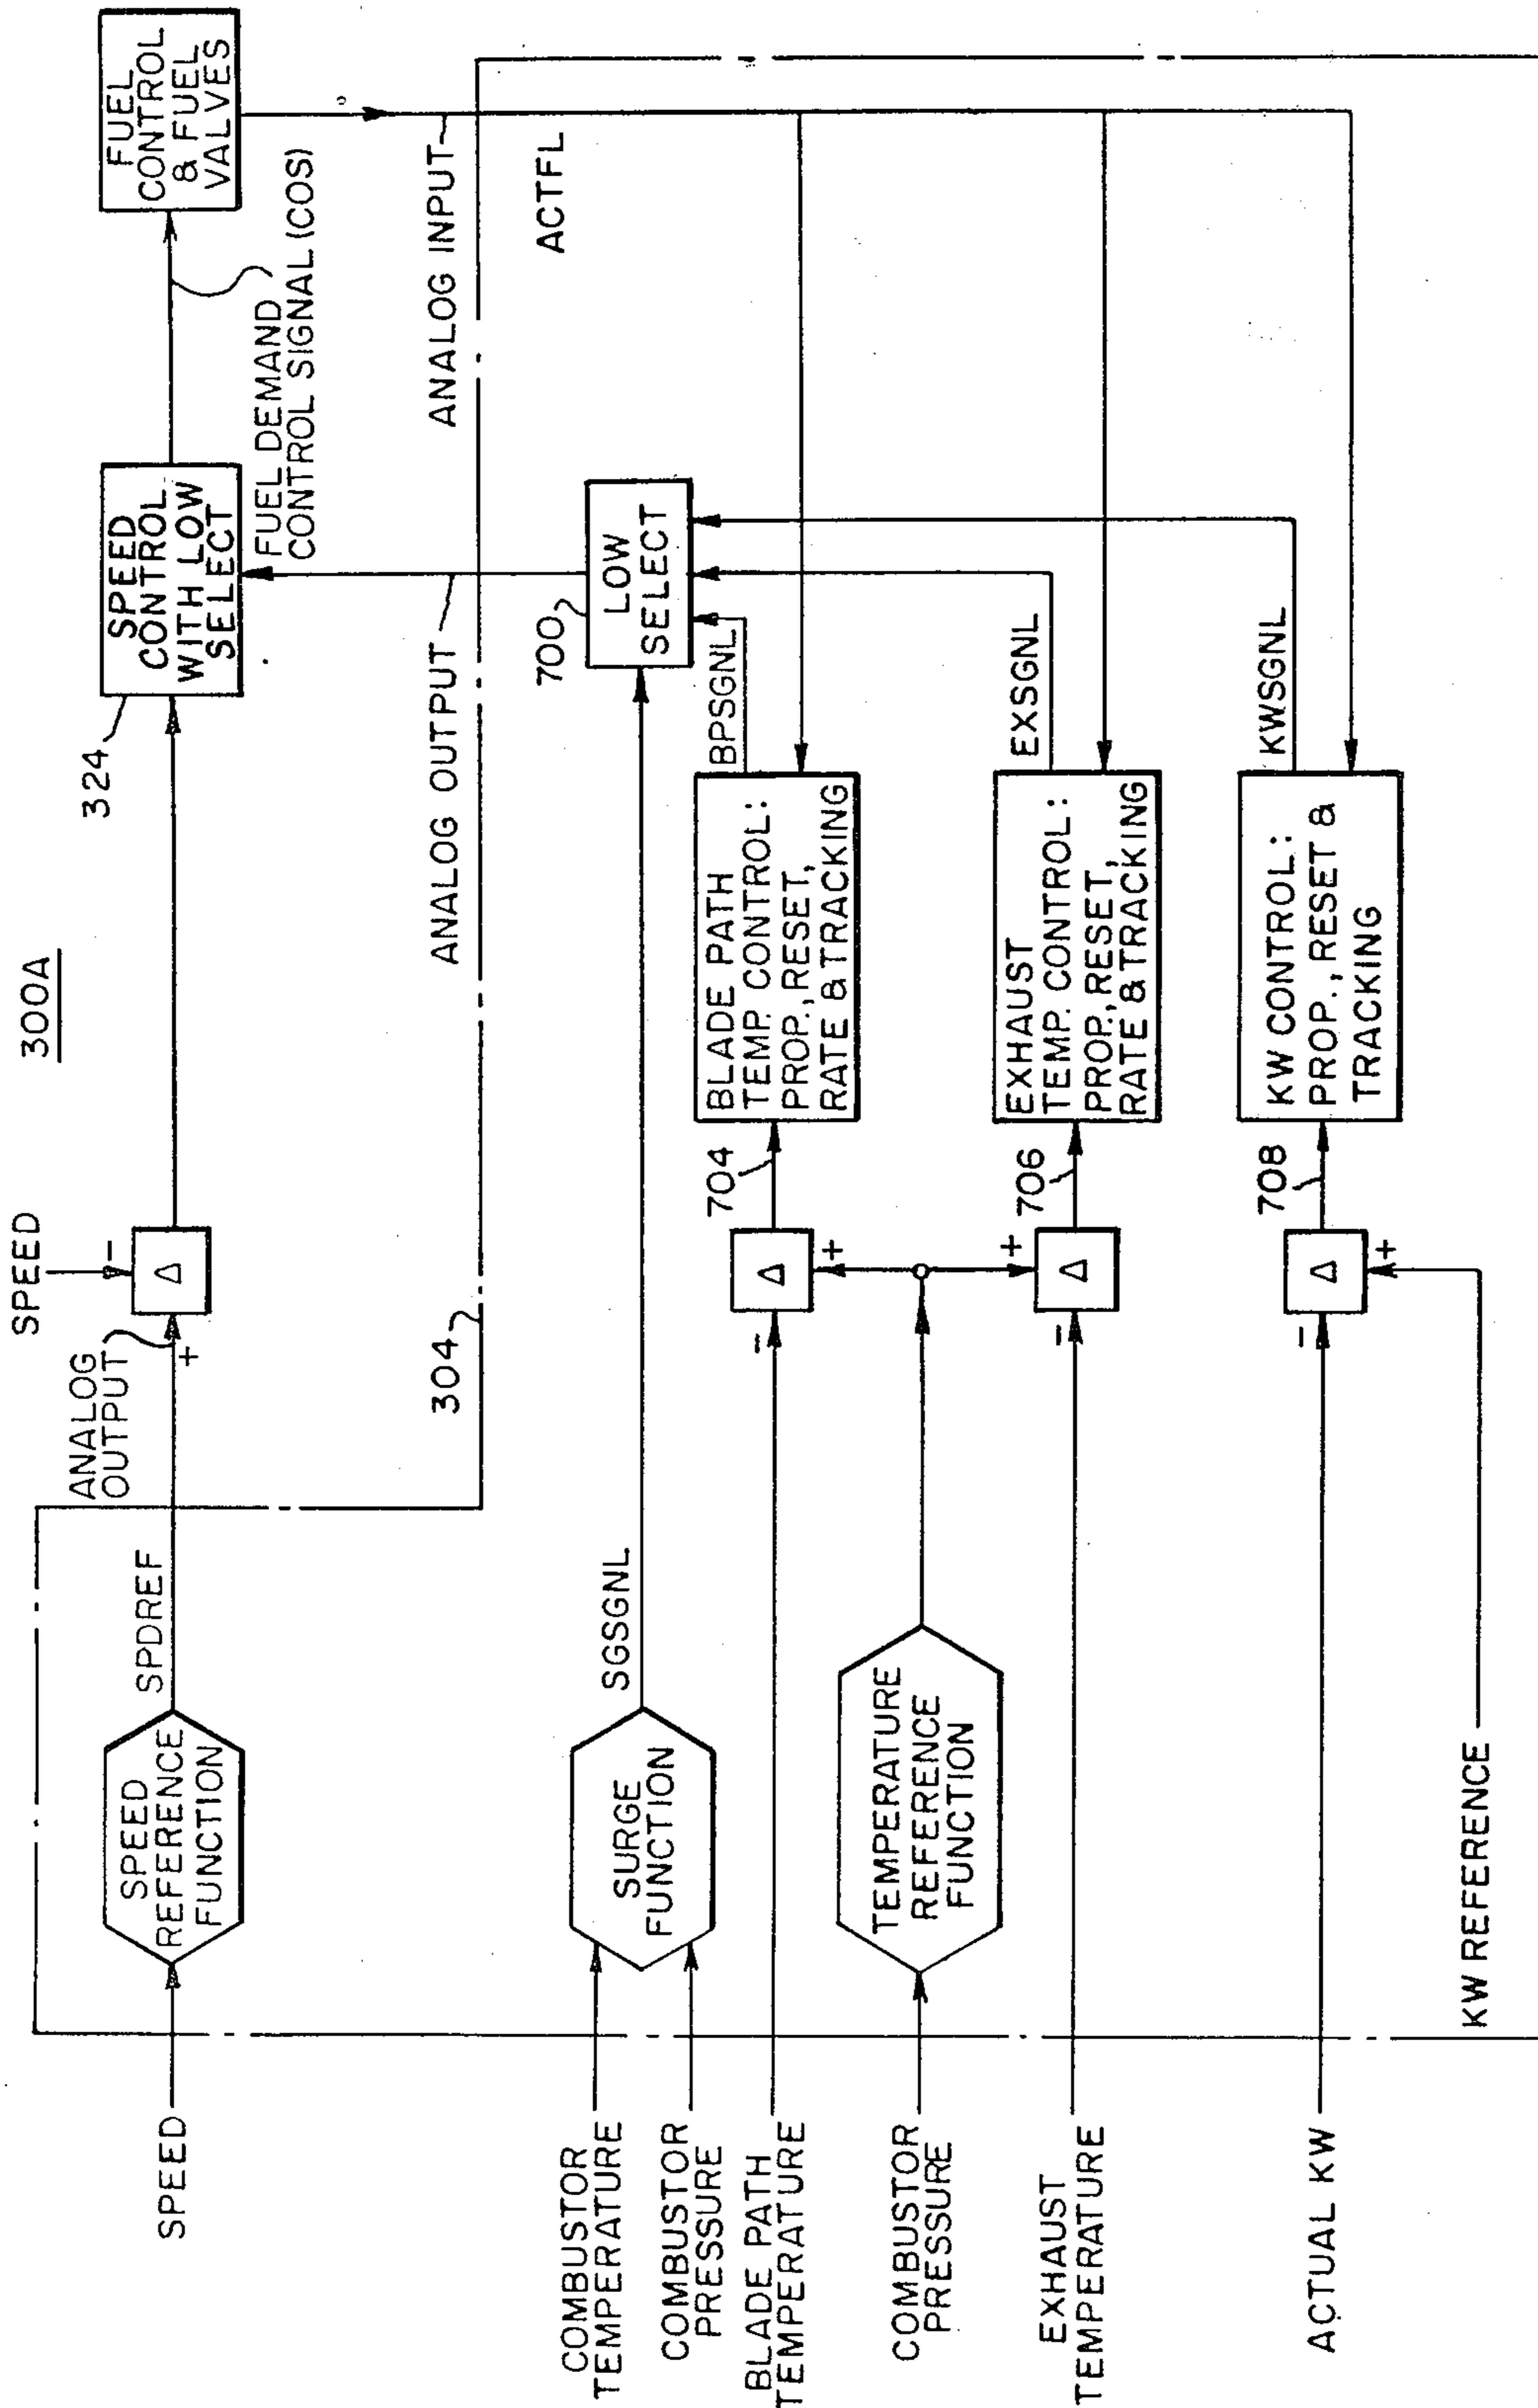 300A
SPEED
SPEED
REFERENCE
FUNCTION
SPDREF
ANALOG
OUTPUT
+
SPEED
-
Δ
324
SPEED
CONTROL
WITH LOW
SELECT
FUEL DEMAND
CONTROL SIGNAL (COS)
FUEL
CONTROL
& FUEL
VALVES
304
ANALOG OUTPUT
ANALOG INPUT
ACTFL
COMBUSTOR
TEMPERATURE
COMBUSTOR
PRESSURE
SURGE
FUNCTION
SGSGNL
700
LOW
SELECT
BLADE PATH
TEMPERATURE
-
Δ
+
704
BLADE PATH
TEMP. CONTROL:
PROP., RESET,
RATE & TRACKING
BPSGNL
COMBUSTOR
PRESSURE
TEMPERATURE
REFERENCE
FUNCTION
EXHAUST
TEMPERATURE
-
+
Δ
706
EXHAUST
TEMP. CONTROL:
PROP., RESET,
RATE & TRACKING
EXSGNL
ACTUAL KW
-
Δ
+
708
KW CONTROL:
PROP., RESET &
TRACKING
KWSGNL
KW REFERENCE